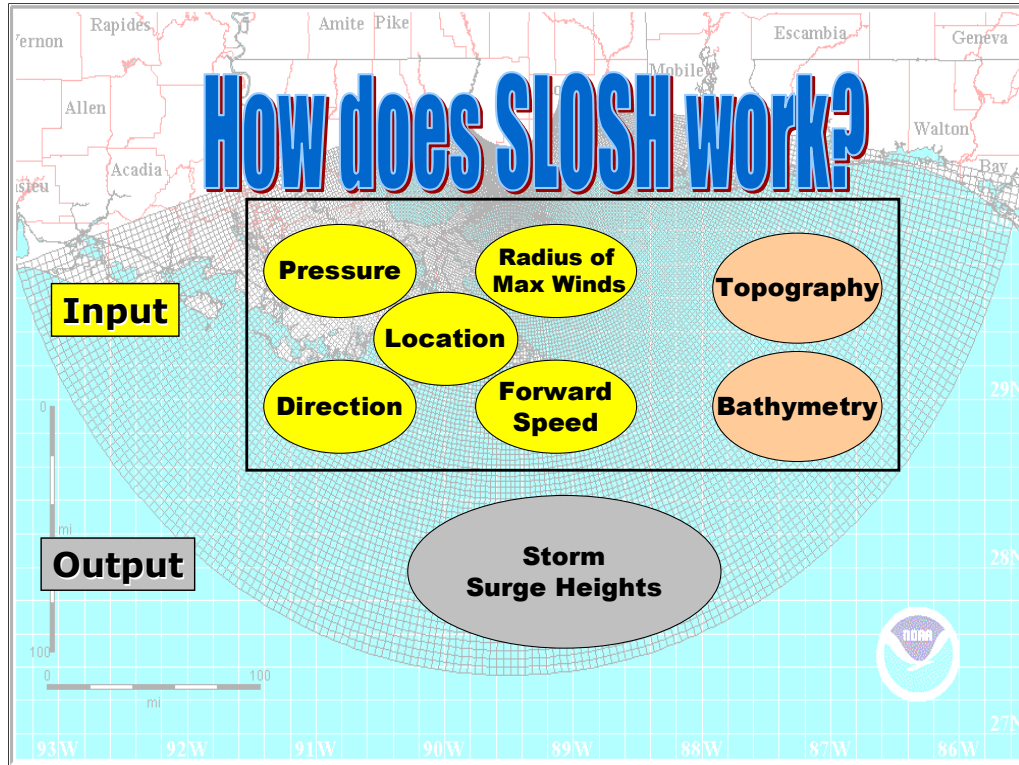 Rapides
Amite Pike
Escambia
Geneva
Vernon
Mobile
Allen
Walton
How does SLOSH work?
Acadia
Bay
Pressure
Radius of
Max Winds
Topography
Input
Location
Direction
Forward
Speed
Bathymetry
29N
0
mi
Storm
Surge Heights
Output
28N
NOAA
100
0
100
mi
27N
93W
92W
91W
90W
89W
88W
87W
86W